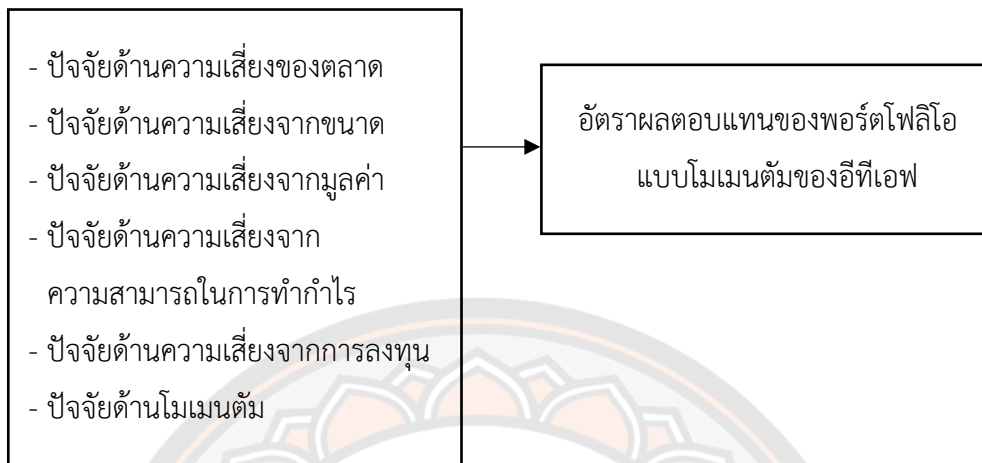 - ปัจจัยด้านความเสี่ยงของตลาด
- ปัจจัยด้านความเสี่ยงจากขนาด
- ปัจจัยด้านความเสี่ยงจากมูลค่า
- ปัจจัยด้านความเสี่ยงจาก
ความสามารถในการทำกำไร
- ปัจจัยด้านความเสี่ยงจากการลงทุน
- ปัจจัยด้านโมเมนตัม
อัตราผลตอบแทนของพอร์ตโฟลิโอ
แบบโมเมนตัมของอีทีเอฟ